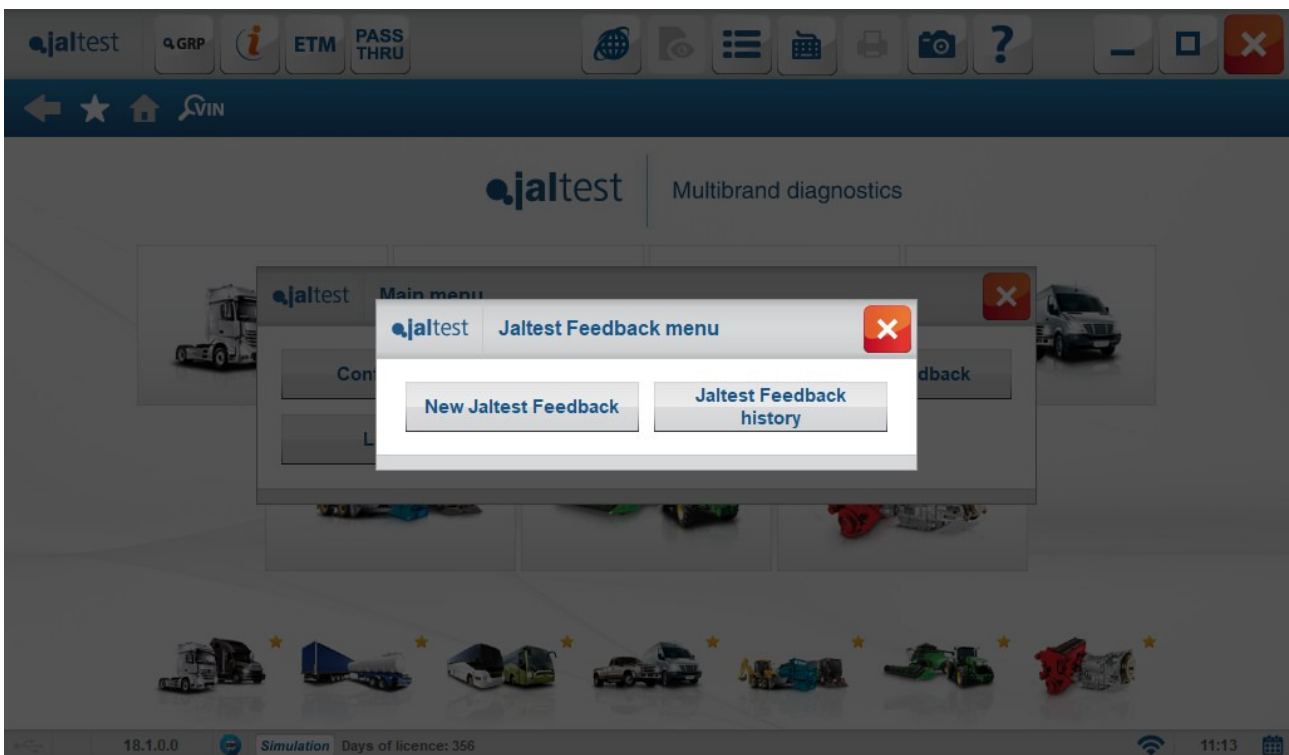 jaltest GRP i ETM PASS THRU ?
VIN
jaltest Multibrand diagnostics
jaltest Main menu
jaltest Jaltest Feedback menu
New Jaltest Feedback
Jaltest Feedback
history
18.1.0.0 Simulation Days of licence: 356 11:13